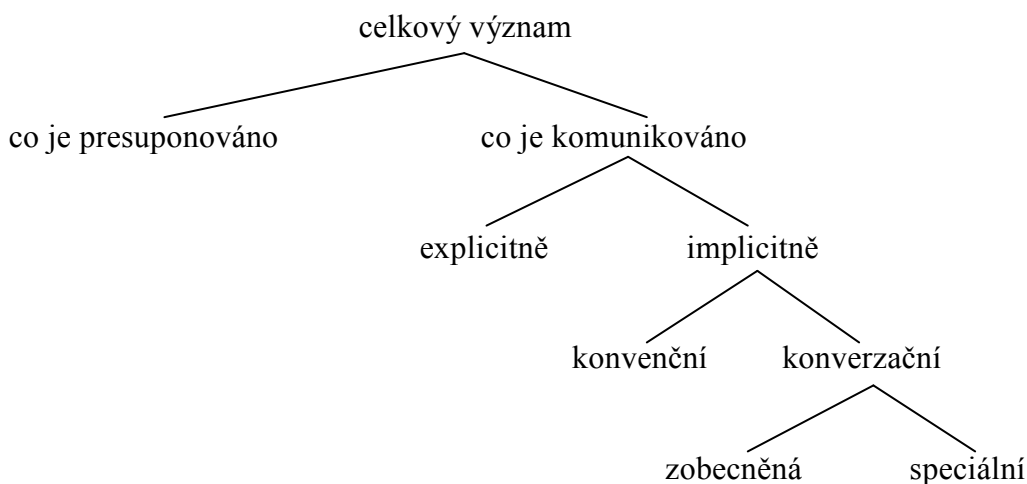 celkový význam
co je presuponováno co je komunikováno
explicitně implicitně
konvenční konverzační
zobecněná speciální